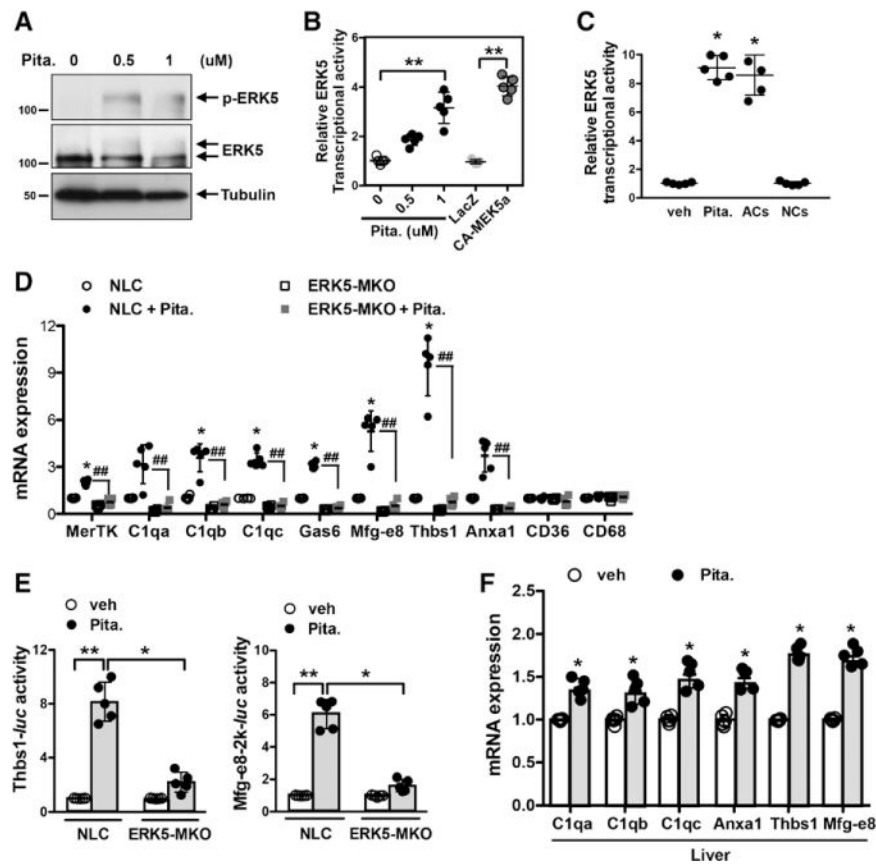 A
Pita. 0 0.5 1 (uM)
100
p-ERK5
100
ERK5
50
Tubulin
B
Relative ERK5
Transcriptional activity
6
4
2
0
** **
0 0.5 1 LacZ CA-MEK5a
Pita. (uM)
C
Relative ERK5
transcriptional activity
12
10
8
6
4
2
0
* *
veh Pita. ACs NCs
D
NLC ERK5-MKO
NLC + Pita. ERK5-MKO + Pita.
mRNA expression
12
9
6
3
0
* ## ## * ## * ## * ## * ## * ## ##
MerTK C1qa C1qb C1qc Gas6 Mfg-e8 Thbs1 Anxa1 CD36 CD68
E
veh
Pita.
Thbs1-luc activity
12
8
4
0
** *
NLC ERK5-MKO
veh
Pita.
Mfg-e8-2k-luc activity
10
8
6
4
2
0
** *
NLC ERK5-MKO
F
veh Pita.
mRNA expression
2.5
2.0
1.5
1.0
0.5
0.0
* * * * * *
C1qa C1qb C1qc Anxa1 Thbs1 Mfg-e8
Liver